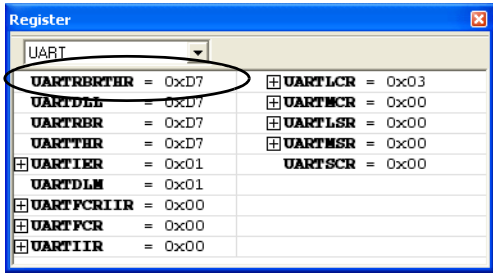 Register
UART
UARTRBRTHR = 0xD7
UARTDLL = 0xD7
UARTRBR = 0xD7
UARTTHR = 0xD7
UARTIER = 0x01
UARTDLM = 0x01
UARTFCRIIR = 0x00
UARTFCR = 0x00
UARTIIR = 0x00
UARTLCR = 0x03
UARTMCR = 0x00
UARTLSR = 0x00
UARTMSR = 0x00
UARTSCR = 0x00